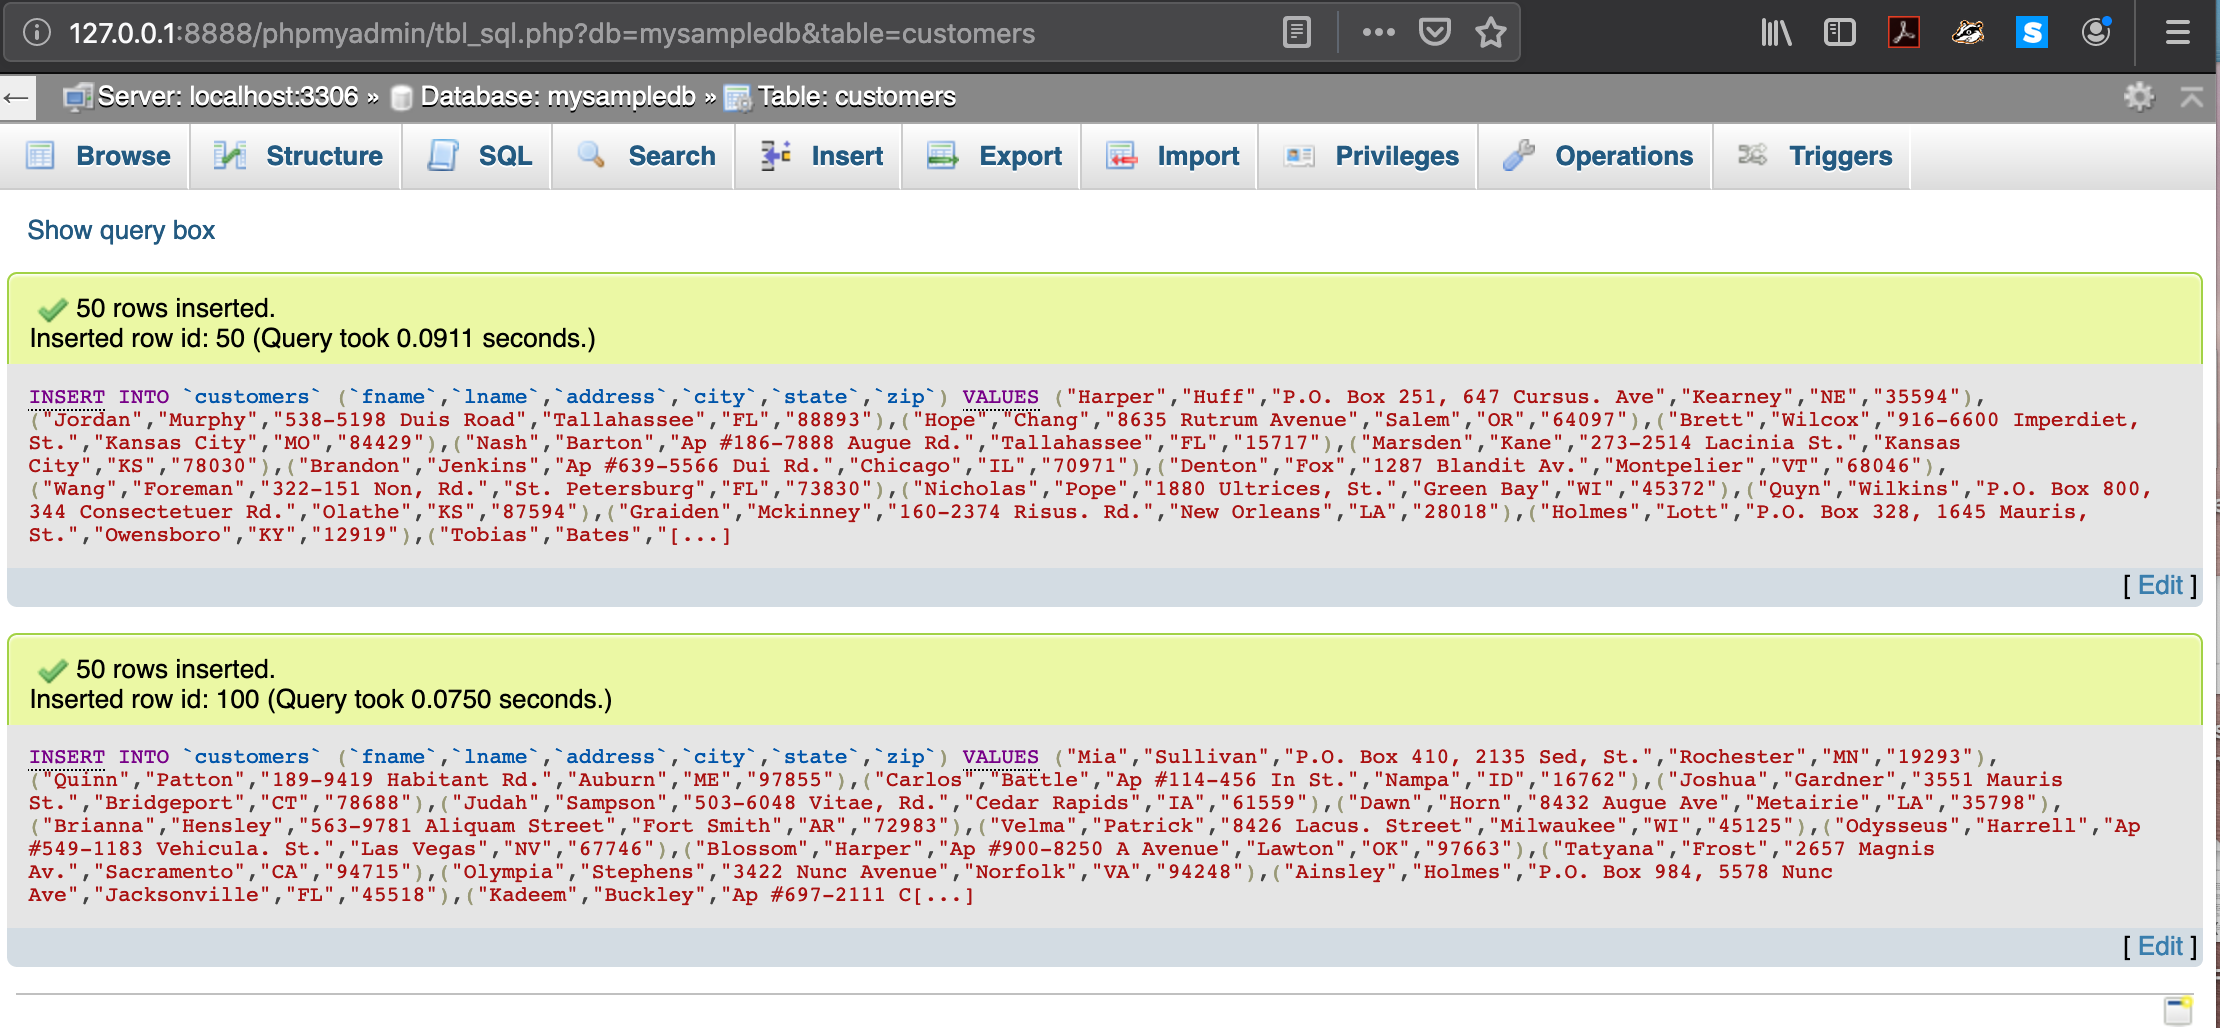 127.0.0.1:8888/phpmyadmin/tbl_sql.php?db=mysampledb&table=customers
Server: localhost:3306 » Database: mysampledb » Table: customers
Browse Structure SQL Search Insert Export Import Privileges Operations Triggers
Show query box
50 rows inserted.
Inserted row id: 50 (Query took 0.0911 seconds.)
INSERT INTO `customers` (`fname`,`lname`,`address`,`city`,`state`,`zip`) VALUES ("Harper","Huff","P.O. Box 251, 647 Cursus. Ave","Kearney","NE","35594"),
("Jordan","Murphy","538-5198 Duis Road","Tallahassee","FL","88893"),("Hope","Chang","8635 Rutrum Avenue","Salem","OR","64097"),("Brett","Wilcox","916-6600 Imperdiet,
St.","Kansas City","MO","84429"),("Nash","Barton","Ap #186-7888 Augue Rd.","Tallahassee","FL","15717"),("Marsden","Kane","273-2514 Lacinia St.","Kansas
City","KS","78030"),("Brandon","Jenkins","Ap #639-5566 Dui Rd.","Chicago","IL","70971"),("Denton","Fox","1287 Blandit Av.","Montpelier","VT","68046"),
("Wang","Foreman","322-151 Non, Rd.","St. Petersburg","FL","73830"),("Nicholas","Pope","1880 Ultrices, St.","Green Bay","WI","45372"),("Quyn","Wilkins","P.O. Box 800,
344 Consectetuer Rd.","Olathe","KS","87594"),("Graiden","Mckinney","160-2374 Risus. Rd.","New Orleans","LA","28018"),("Holmes","Lott","P.O. Box 328, 1645 Mauris,
St.","Owensboro","KY","12919"),("Tobias","Bates","[...]
[ Edit ]
50 rows inserted.
Inserted row id: 100 (Query took 0.0750 seconds.)
INSERT INTO `customers` (`fname`,`lname`,`address`,`city`,`state`,`zip`) VALUES ("Mia","Sullivan","P.O. Box 410, 2135 Sed, St.","Rochester","MN","19293"),
("Quinn","Patton","189-9419 Habitant Rd.","Auburn","ME","97855"),("Carlos","Battle","Ap #114-456 In St.","Nampa","ID","16762"),("Joshua","Gardner","3551 Mauris
St.","Bridgeport","CT","78688"),("Judah","Sampson","503-6048 Vitae, Rd.","Cedar Rapids","IA","61559"),("Dawn","Horn","8432 Augue Ave","Metairie","LA","35798"),
("Brianna","Hensley","563-9781 Aliquam Street","Fort Smith","AR","72983"),("Velma","Patrick","8426 Lacus. Street","Milwaukee","WI","45125"),("Odysseus","Harrell","Ap
#549-1183 Vehicula. St.","Las Vegas","NV","67746"),("Blossom","Harper","Ap #900-8250 A Avenue","Lawton","OK","97663"),("Tatyana","Frost","2657 Magnis
Av.","Sacramento","CA","94715"),("Olympia","Stephens","3422 Nunc Avenue","Norfolk","VA","94248"),("Ainsley","Holmes","P.O. Box 984, 5578 Nunc
Ave","Jacksonville","FL","45518"),("Kadeem","Buckley","Ap #697-2111 C[...]
[ Edit ]